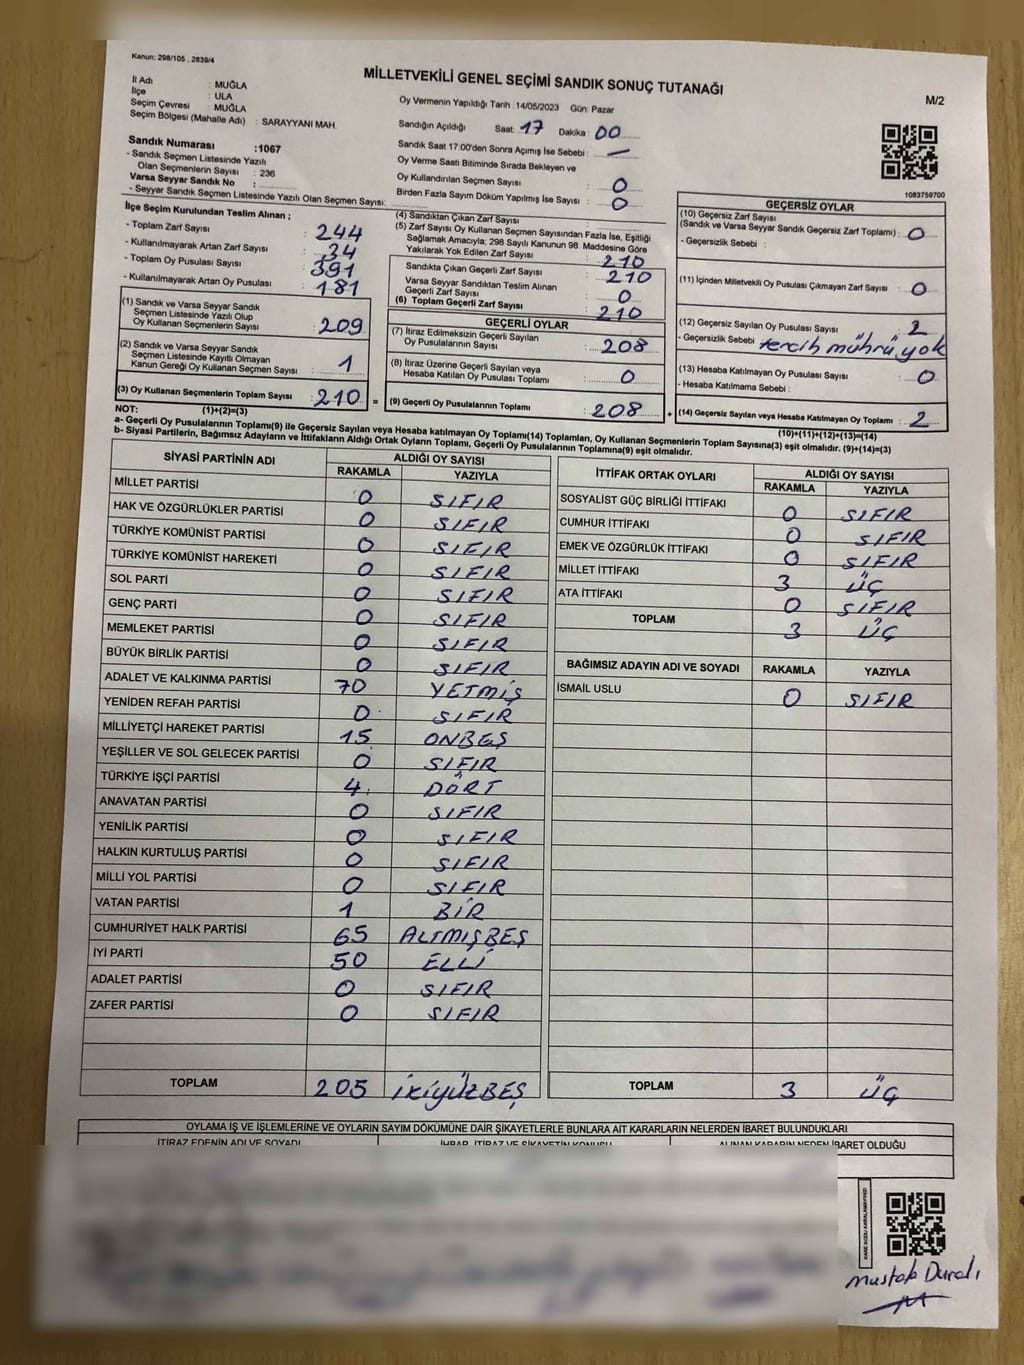 Kanun: 298/105 , 2839/4
MİLLETVEKİLİ GENEL SEÇİMİ SANDIK SONUÇ TUTANAĞI
M/2
İl Adı : MUĞLA
İlçe : ULA
Seçim Çevresi : MUĞLA
Seçim Bölgesi (Mahalle Adı) : SARAYYANI MAH.
Sandık Numarası :1067
- Sandık Seçmen Listesinde Yazılı
Olan Seçmenlerin Sayısı : 236
Varsa Seyyar Sandık No :
- Seyyar Sandık Seçmen Listesinde Yazılı Olan Seçmen Sayısı:
Oy Vermenin Yapıldığı Tarih :14/05/2023 Gün: Pazar
Sandığın Açıldığı Saat: 17 Dakika : 00
Sandık Saat 17:00'den Sonra Açımış İse Sebebi : —
Oy Verme Saati Bitiminde Sırada Bekleyen ve
Oy Kullandırılan Seçmen Sayısı : 0
Birden Fazla Sayım Döküm Yapılmış İse Sayısı : 0
1083759700
İlçe Seçim Kurulundan Teslim Alınan ;
- Toplam Zarf Sayısı : 244
- Kullanılmayarak Artan Zarf Sayısı : 34
- Toplam Oy Pusulası Sayısı : 391
- Kullanılmayarak Artan Oy Pusulası : 181
(1) Sandık ve Varsa Seyyar Sandık
Seçmen Listesinde Yazılı Olup
Oy Kullanan Seçmenlerin Sayısı : 209
(2) Sandık ve Varsa Seyyar Sandık
Seçmen Listesinde Kayıtlı Olmayan
Kanun Gereği Oy Kullanan Seçmen Sayısı : 1
(3) Oy Kullanan Seçmenlerin Toplam Sayısı : 210 =
(4) Sandıktan Çıkan Zarf Sayısı
(5) Zarf Sayısı Oy Kullanan Seçmen Sayısından Fazla İse, Eşitliği
Sağlamak Amacıyla; 298 Sayılı Kanunun 98. Maddesine Göre
Yakılarak Yok Edilen Zarf Sayısı : 210
Sandıkta Çıkan Geçerli Zarf Sayısı : 210
Varsa Seyyar Sandıktan Teslim Alınan
Geçerli Zarf Sayısı : 0
(6) Toplam Geçerli Zarf Sayısı : 210
GEÇERLİ OYLAR
(7) İtiraz Edilmeksizin Geçerli Sayılan
Oy Pusulalarının Sayısı : 208
(8) İtiraz Üzerine Geçerli Sayılan veya
Hesaba Katılan Oy Pusulası Toplamı : 0
(9) Geçerli Oy Pusulalarının Toplamı : 208 +
GEÇERSİZ OYLAR
(10) Geçersiz Zarf Sayısı
(Sandık ve Varsa Seyyar Sandık Geçersiz Zarf Toplamı) : 0
- Geçersizlik Sebebi :
(11) İçinden Milletvekili Oy Pusulası Çıkmayan Zarf Sayısı : 0
(12) Geçersiz Sayılan Oy Pusulası Sayısı : 2
- Geçersizlik Sebebi tercih mührü yok
(13) Hesaba Katılmayan Oy Pusulası Sayısı : 0
- Hesaba Katılmama Sebebi :
(14) Geçersiz Sayılan veya Hesaba Katılmayan Oy Toplamı : 2
NOT: (1)+(2)=(3)
(10)+(11)+(12)+(13)=(14)
a- Geçerli Oy Pusulalarının Toplamı(9) ile Geçersiz Sayılan veya Hesaba Katılmayan Oy Toplamı(14) Toplamları, Oy Kullanan Seçmenlerin Toplam Sayısına(3) eşit olmalıdır. (9)+(14)=(3)
b- Siyasi Partilerin, Bağımsız Adayların ve İttifakların Aldığı Ortak Oyların Toplamı, Geçerli Oy Pusulalarının Toplamına(9) eşit olmalıdır.
SİYASİ PARTİNİN ADI ALDIĞI OY SAYISI
RAKAMLA YAZIYLA
MİLLET PARTİSİ 0 SIFIR
HAK VE ÖZGÜRLÜKLER PARTİSİ 0 SIFIR
TÜRKİYE KOMÜNİST PARTİSİ 0 SIFIR
TÜRKİYE KOMÜNİST HAREKETİ 0 SIFIR
SOL PARTİ 0 SIFIR
GENÇ PARTİ 0 SIFIR
MEMLEKET PARTİSİ 0 SIFIR
BÜYÜK BİRLİK PARTİSİ 0 SIFIR
ADALET VE KALKINMA PARTİSİ 70 YETMİŞ
YENİDEN REFAH PARTİSİ 0 SIFIR
MİLLİYETÇİ HAREKET PARTİSİ 15 ONBEŞ
YEŞİLLER VE SOL GELECEK PARTİSİ 0 SIFIR
TÜRKİYE İŞÇİ PARTİSİ 4 DÖRT
ANAVATAN PARTİSİ 0 SIFIR
YENİLİK PARTİSİ 0 SIFIR
HALKIN KURTULUŞ PARTİSİ 0 SIFIR
MİLLİ YOL PARTİSİ 0 SIFIR
VATAN PARTİSİ 1 BİR
CUMHURİYET HALK PARTİSİ 65 ALTMIŞBEŞ
İYİ PARTİ 50 ELLİ
ADALET PARTİSİ 0 SIFIR
ZAFER PARTİSİ 0 SIFIR
TOPLAM 205 İKİYÜZBEŞ
İTTİFAK ORTAK OYLARI ALDIĞI OY SAYISI
RAKAMLA YAZIYLA
SOSYALİST GÜÇ BİRLİĞİ İTTİFAKI 0 SIFIR
CUMHUR İTTİFAKI 0 SIFIR
EMEK VE ÖZGÜRLÜK İTTİFAKI 0 SIFIR
MİLLET İTTİFAKI 3 ÜÇ
ATA İTTİFAKI 0 SIFIR
TOPLAM 3 ÜÇ
BAĞIMSIZ ADAYIN ADI VE SOYADI RAKAMLA YAZIYLA
İSMAİL USLU 0 SIFIR
TOPLAM 3 ÜÇ
OYLAMA İŞ VE İŞLEMLERİNE VE OYLARIN SAYIM DÖKÜMÜNE DAİR ŞİKAYETLERLE BUNLARA AİT KARARLARIN NELERDEN İBARET BULUNDUKLARI
İTİRAZ EDENİN ADI VE SOYADI İHBAR, İTİRAZ VE ŞİKAYETİN KONUSU ALINAN KARARIN NEDEN İBARET OLDUĞU
KARE KODU KARALAMAYINIZ!
Mustafa Durali